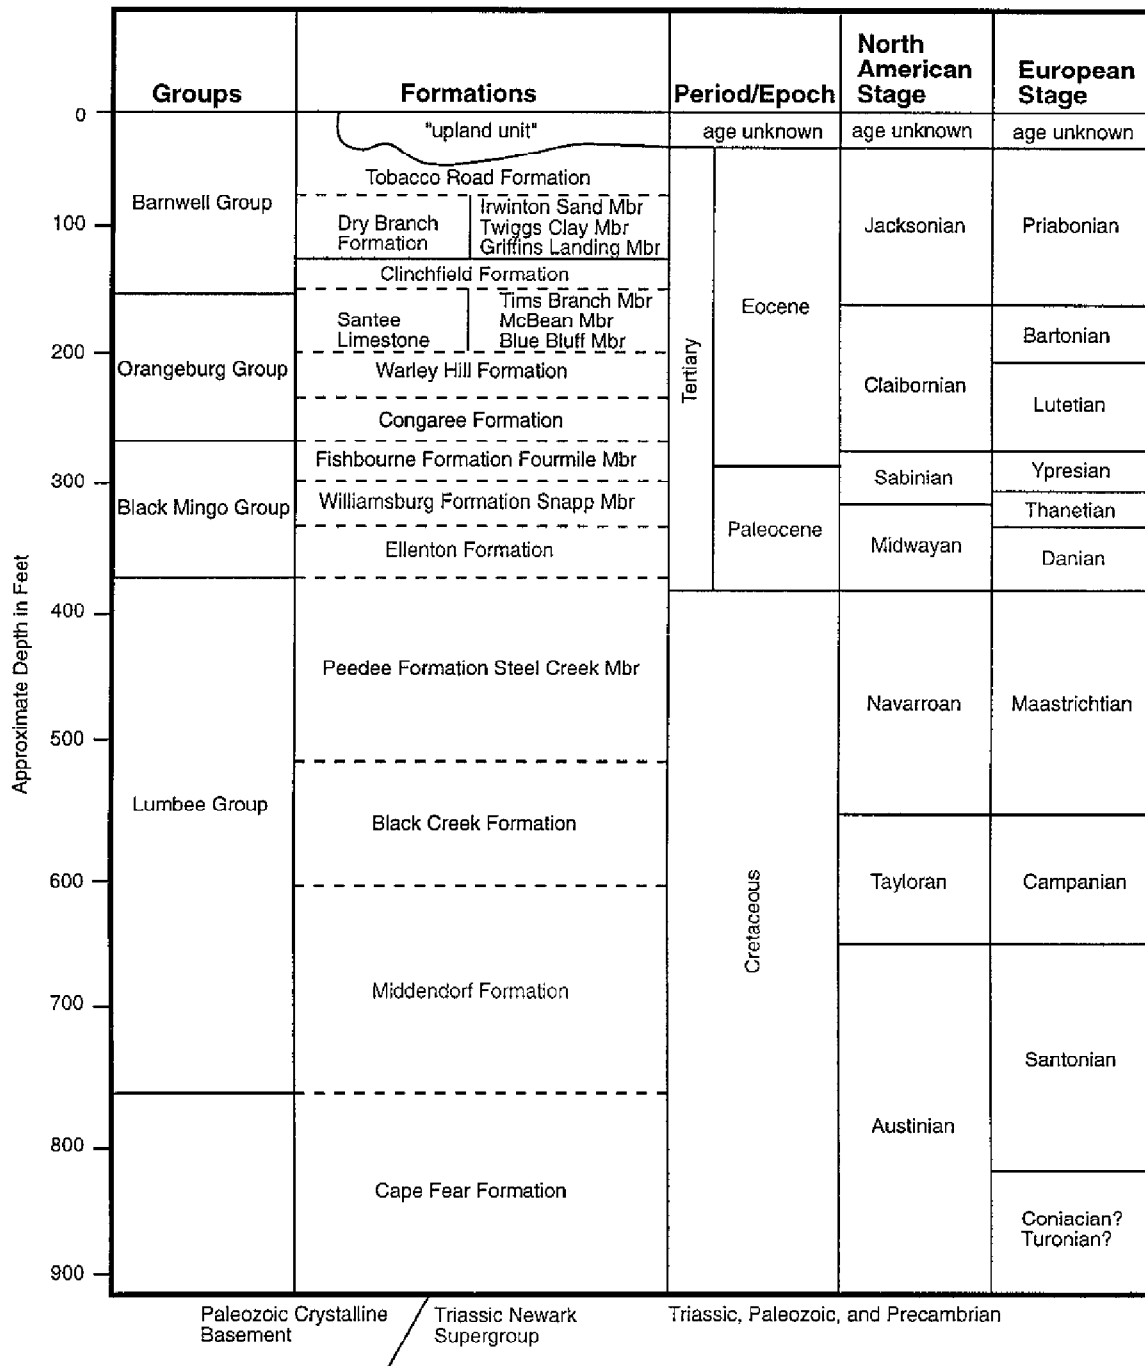 Groups
Formations
Period/Epoch
North
American
Stage
European
Stage
0
"upland unit"
age unknown
age unknown
age unknown
Tobacco Road Formation
Barnwell Group
Dry Branch
Formation
Irwinton Sand Mbr
Twiggs Clay Mbr
Griffins Landing Mbr
100
Jacksonian
Priabonian
Clinchfield Formation
Eocene
Santee
Limestone
Tims Branch Mbr
McBean Mbr
Blue Bluff Mbr
Bartonian
200
Orangeburg Group
Warley Hill Formation
Tertiary
Claibornian
Lutetian
Congaree Formation
Fishbourne Formation Fourmile Mbr
Sabinian
Ypresian
300
Black Mingo Group
Williamsburg Formation Snapp Mbr
Thanetian
Paleocene
Ellenton Formation
Midwayan
Danian
400
Peedee Formation Steel Creek Mbr
Navarroan
Maastrichtian
Approximate Depth in Feet
500
Lumbee Group
Black Creek Formation
600
Tayloran
Campanian
Cretaceous
Middendorf Formation
700
Santonian
Austinian
800
Cape Fear Formation
Coniacian?
Turonian?
900
Paleozoic Crystalline
Basement
Triassic Newark
Supergroup
Triassic, Paleozoic, and Precambrian